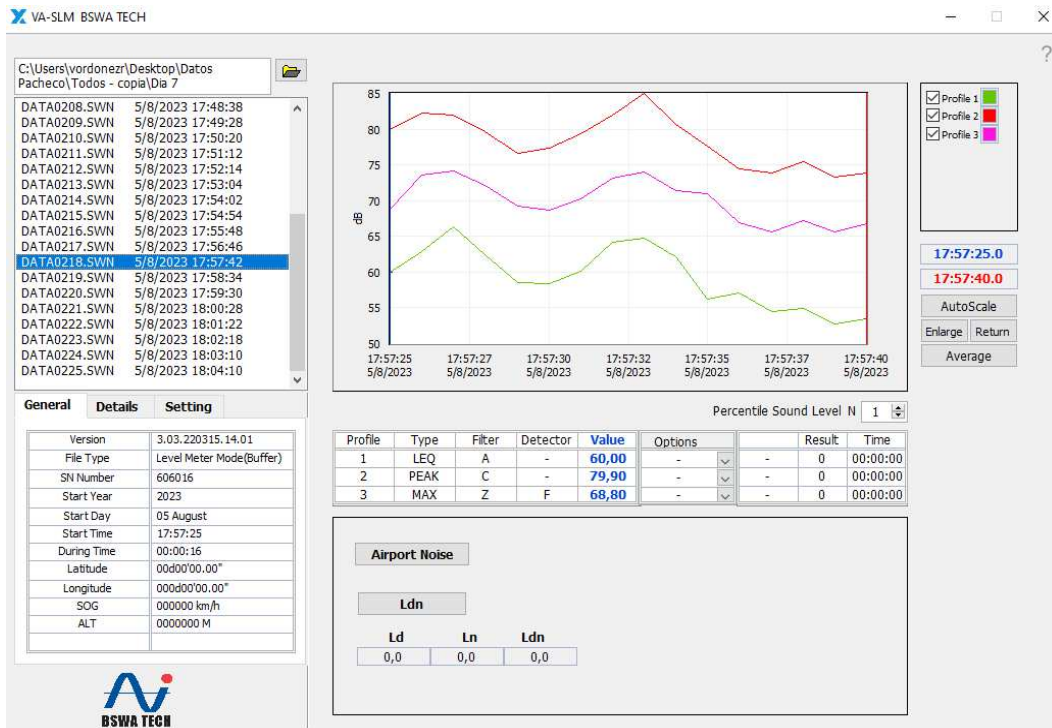 VA-SLM BSWA TECH
?
C:\Users\vordonezr\Desktop\Datos
Pacheco\Todos - copia\Dia 7
DATA0208.SWN 5/8/2023 17:48:38
DATA0209.SWN 5/8/2023 17:49:28
DATA0210.SWN 5/8/2023 17:50:20
DATA0211.SWN 5/8/2023 17:51:12
DATA0212.SWN 5/8/2023 17:52:14
DATA0213.SWN 5/8/2023 17:53:04
DATA0214.SWN 5/8/2023 17:54:02
DATA0215.SWN 5/8/2023 17:54:54
DATA0216.SWN 5/8/2023 17:55:48
DATA0217.SWN 5/8/2023 17:56:46
DATA0218.SWN 5/8/2023 17:57:42
DATA0219.SWN 5/8/2023 17:58:34
DATA0220.SWN 5/8/2023 17:59:30
DATA0221.SWN 5/8/2023 18:00:28
DATA0222.SWN 5/8/2023 18:01:22
DATA0223.SWN 5/8/2023 18:02:18
DATA0224.SWN 5/8/2023 18:03:10
DATA0225.SWN 5/8/2023 18:04:10
General Details Setting
Version 3.03.220315.14.01
File Type Level Meter Mode(Buffer)
SN Number 606016
Start Year 2023
Start Day 05 August
Start Time 17:57:25
During Time 00:00:16
Latitude 00d00'00.00"
Longitude 000d00'00.00"
SOG 000000 km/h
ALT 0000000 M
BSWA TECH
85
80
75
70
dB
65
60
55
50
17:57:25 17:57:27 17:57:30 17:57:32 17:57:35 17:57:37 17:57:40
5/8/2023 5/8/2023 5/8/2023 5/8/2023 5/8/2023 5/8/2023 5/8/2023
Profile 1
Profile 2
Profile 3
17:57:25.0
17:57:40.0
AutoScale
Enlarge Return
Average
Percentile Sound Level N 1
Profile Type Filter Detector Value Options Result Time
1 LEQ A - 60,00 - - 0 00:00:00
2 PEAK C - 79,90 - - 0 00:00:00
3 MAX Z F 68,80 - - 0 00:00:00
Airport Noise
Ldn
Ld Ln Ldn
0,0 0,0 0,0